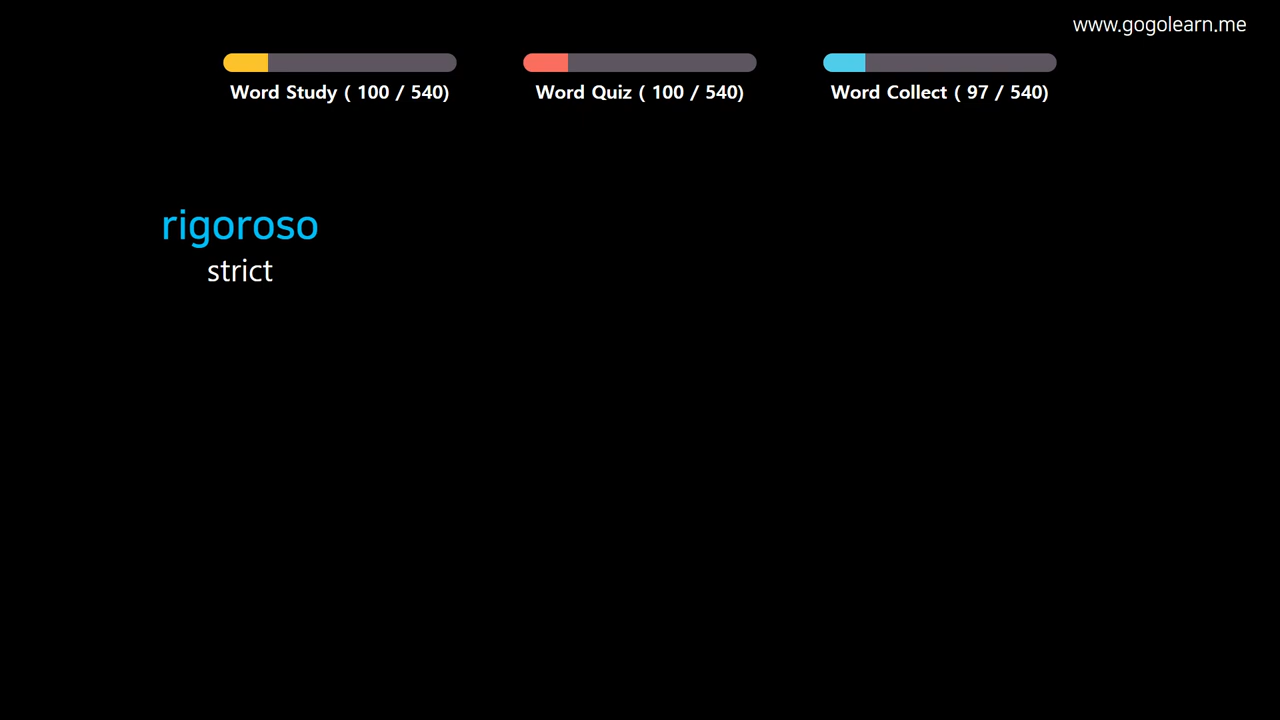 www.gogolearn.me
Word Study ( 100 / 540)
Word Quiz ( 100 / 540)
Word Collect ( 97 / 540)
rigoroso
strict